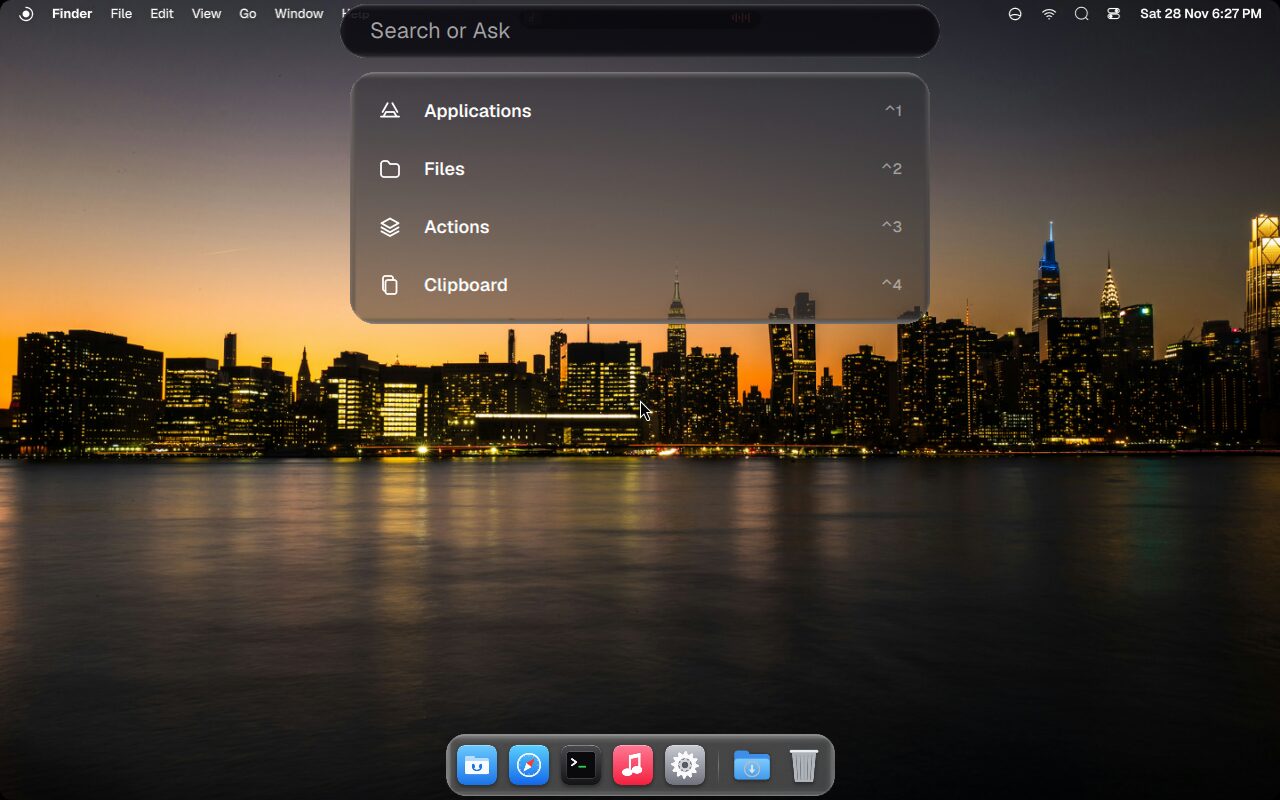 Finder File Edit View Go Window Help Sat 28 Nov 6:27 PM
Search or Ask
Applications ^1
Files ^2
Actions ^3
Clipboard ^4